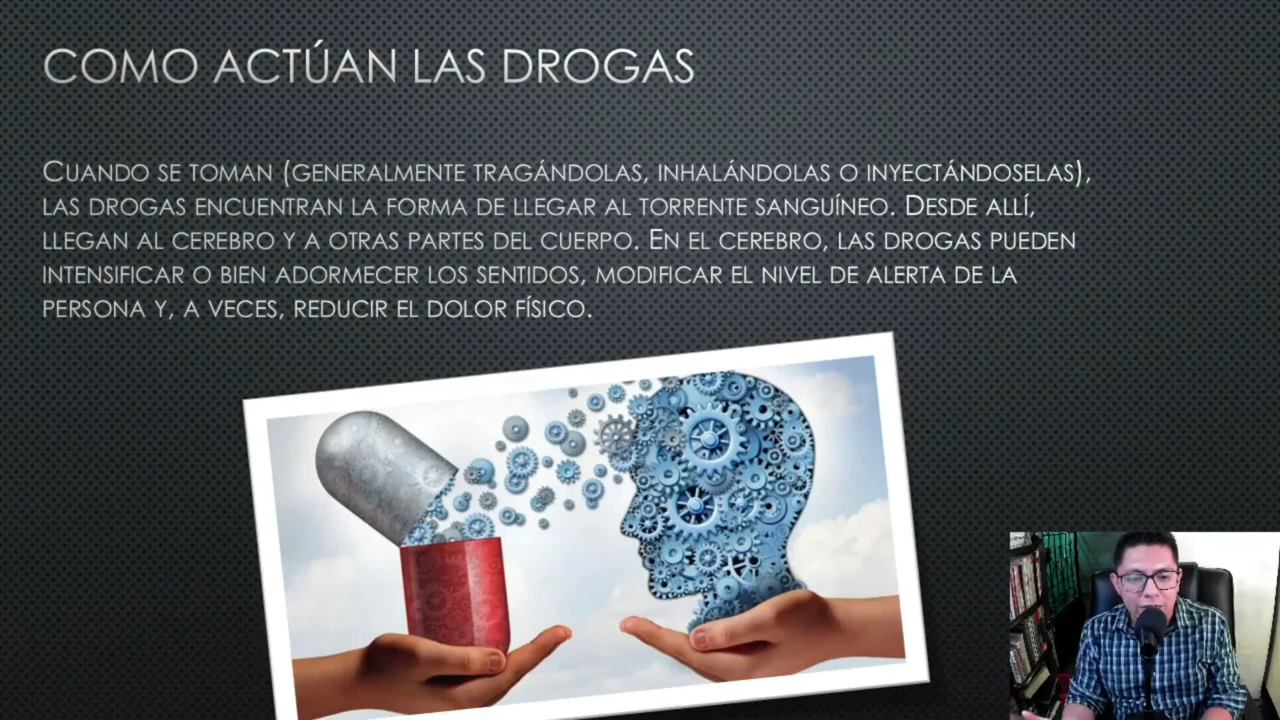 COMO ACTÚAN LAS DROGAS
CUANDO SE TOMAN (GENERALMENTE TRAGÁNDOLAS, INHALÁNDOLAS O INYECTÁNDOSELAS),
LAS DROGAS ENCUENTRAN LA FORMA DE LLEGAR AL TORRENTE SANGUÍNEO. DESDE ALLÍ,
LLEGAN AL CEREBRO Y A OTRAS PARTES DEL CUERPO. EN EL CEREBRO, LAS DROGAS PUEDEN
INTENSIFICAR O BIEN ADORMECER LOS SENTIDOS, MODIFICAR EL NIVEL DE ALERTA DE LA
PERSONA Y, A VECES, REDUCIR EL DOLOR FÍSICO.